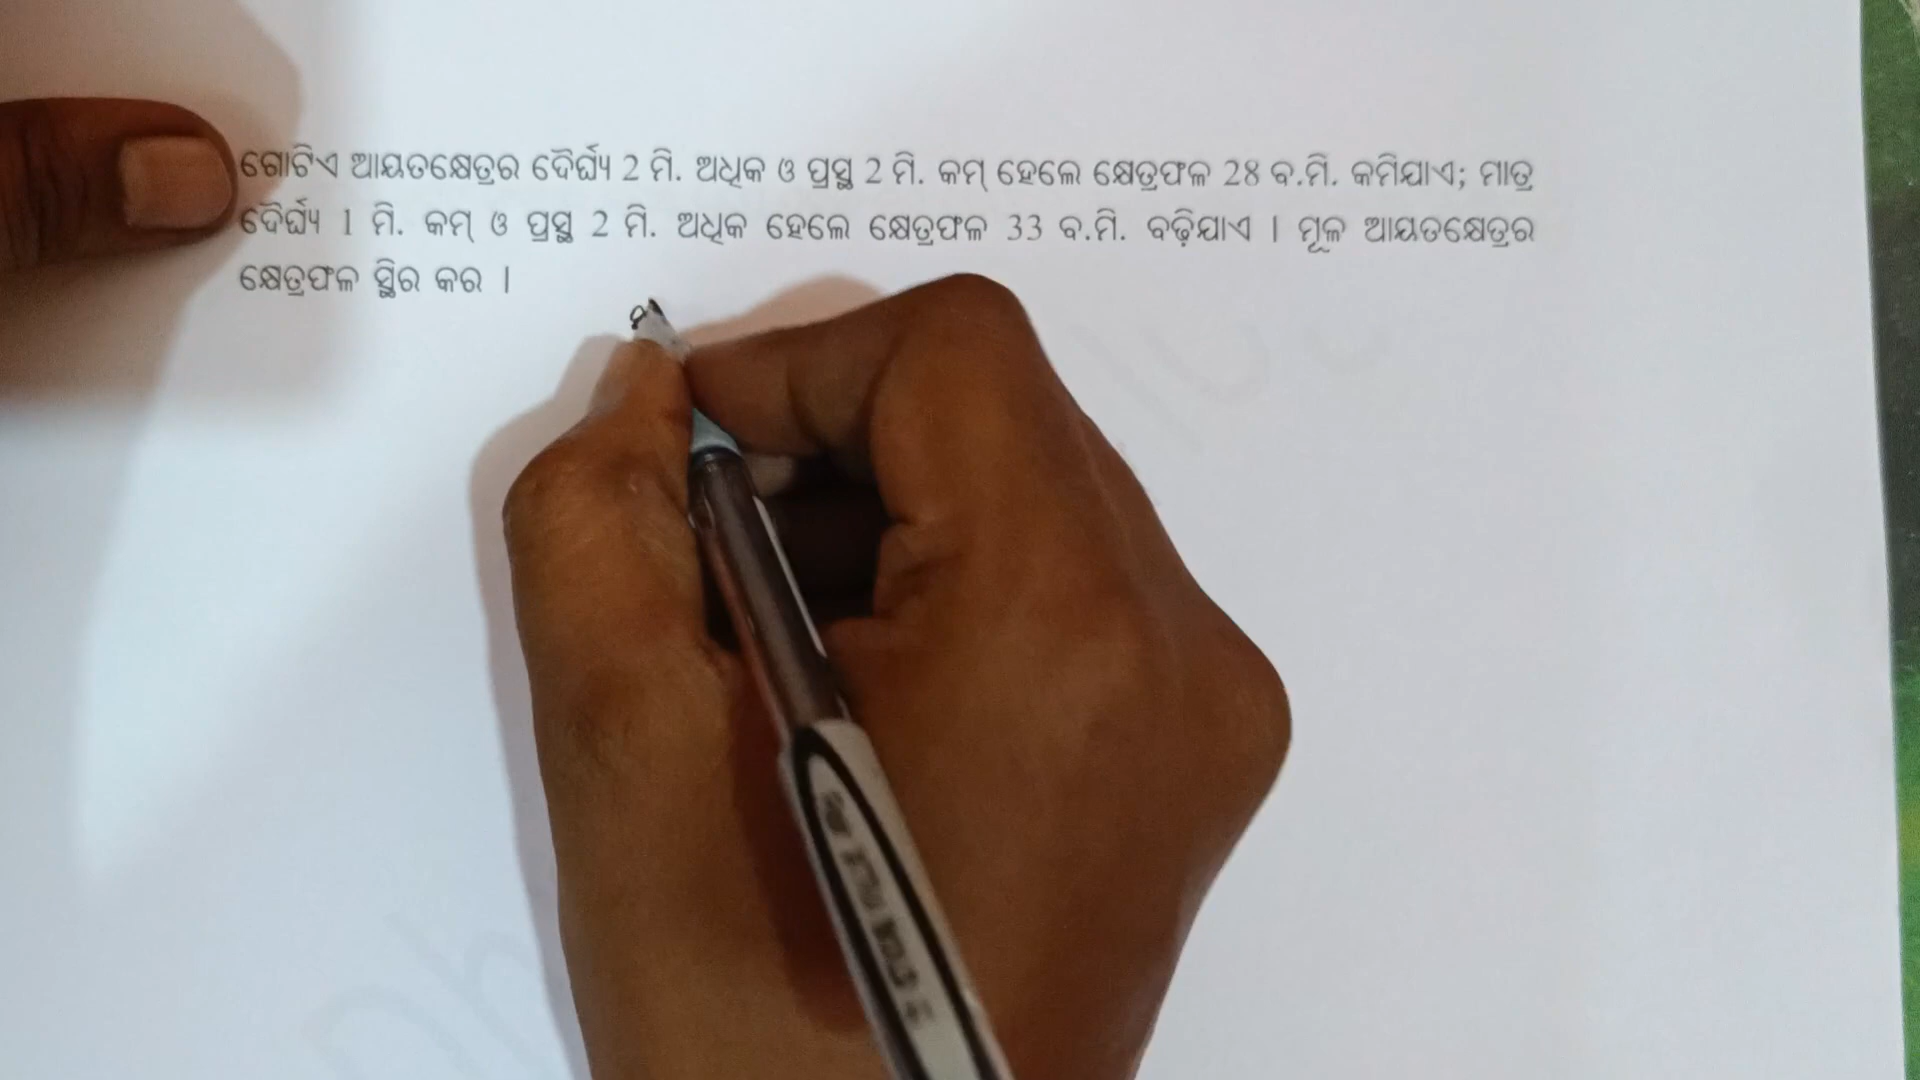 ଗୋଟିଏ ଆୟତକ୍ଷେତ୍ରର ଦୈର୍ଘ୍ୟ 2 ମି. ଅଧିକ ଓ ପ୍ରସ୍ଥ 2 ମି. କମ୍ ହେଲେ କ୍ଷେତ୍ରଫଳ 28 ବ.ମି. କମିଯାଏ; ମାତ୍ର
ଦୈର୍ଘ୍ୟ 1 ମି. କମ୍ ଓ ପ୍ରସ୍ଥ 2 ମି. ଅଧିକ ହେଲେ କ୍ଷେତ୍ରଫଳ 33 ବ.ମି. ବଢ଼ିଯାଏ । ମୂଳ ଆୟତକ୍ଷେତ୍ରର
କ୍ଷେତ୍ରଫଳ ସ୍ଥିର କର ।